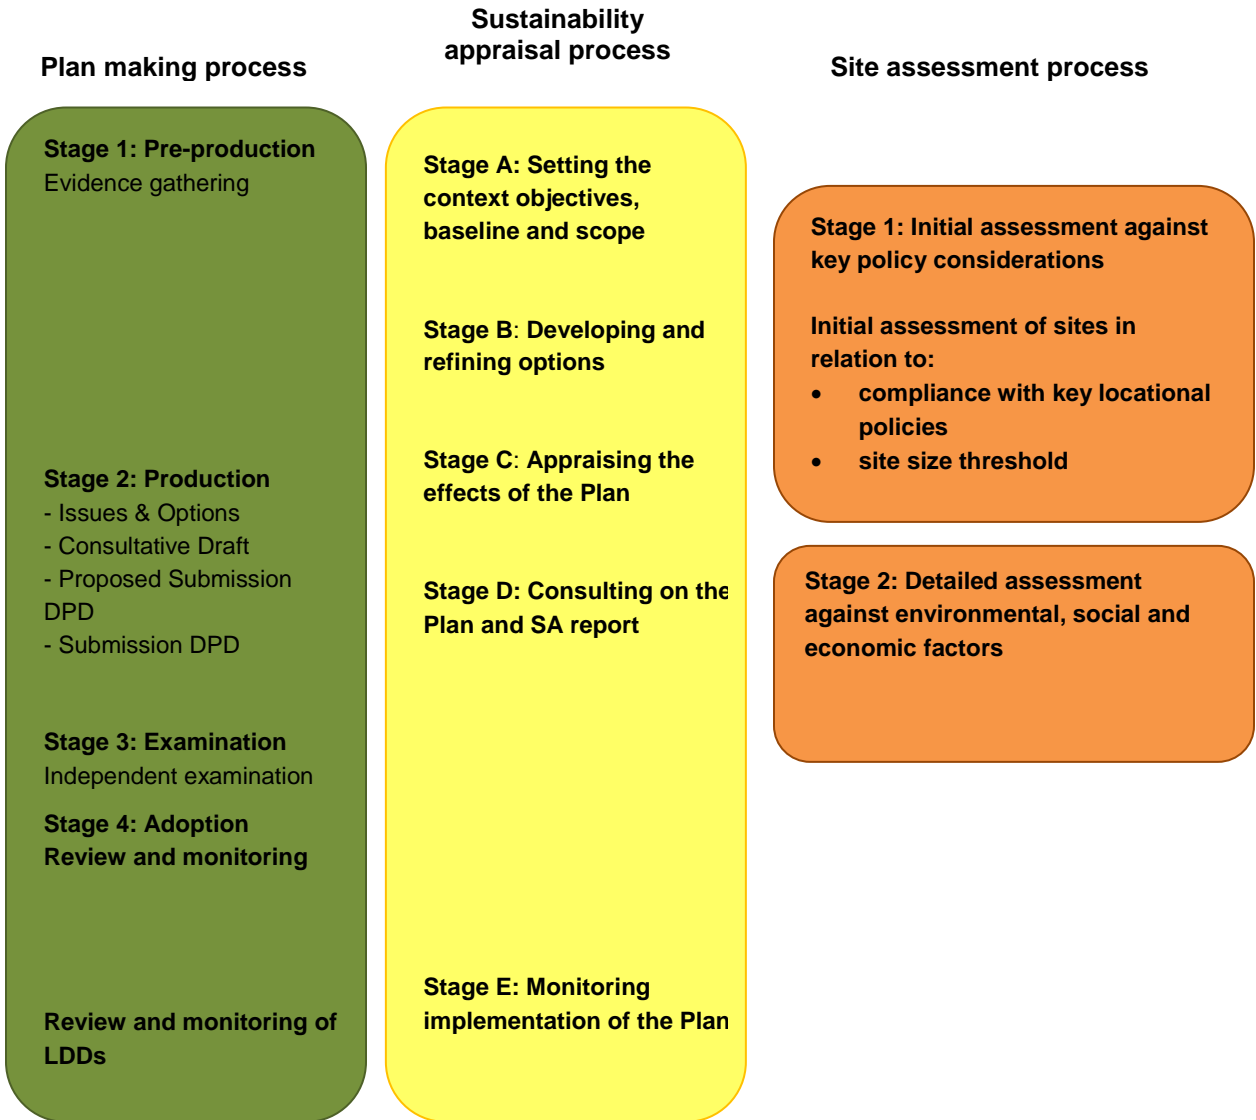 Plan making process
Sustainability
appraisal process
Site assessment process
Stage 1: Pre-production
Evidence gathering
Stage 2: Production
- Issues & Options
- Consultative Draft
- Proposed Submission
DPD
- Submission DPD
Stage 3: Examination
Independent examination
Stage 4: Adoption
Review and monitoring
Review and monitoring of
LDDs
Stage A: Setting the
context objectives,
baseline and scope
Stage B: Developing and
refining options
Stage C: Appraising the
effects of the Plan
Stage D: Consulting on the
Plan and SA report
Stage E: Monitoring
implementation of the Plan
Stage 1: Initial assessment against
key policy considerations
Initial assessment of sites in
relation to:
• compliance with key locational
policies
• site size threshold
Stage 2: Detailed assessment
against environmental, social and
economic factors